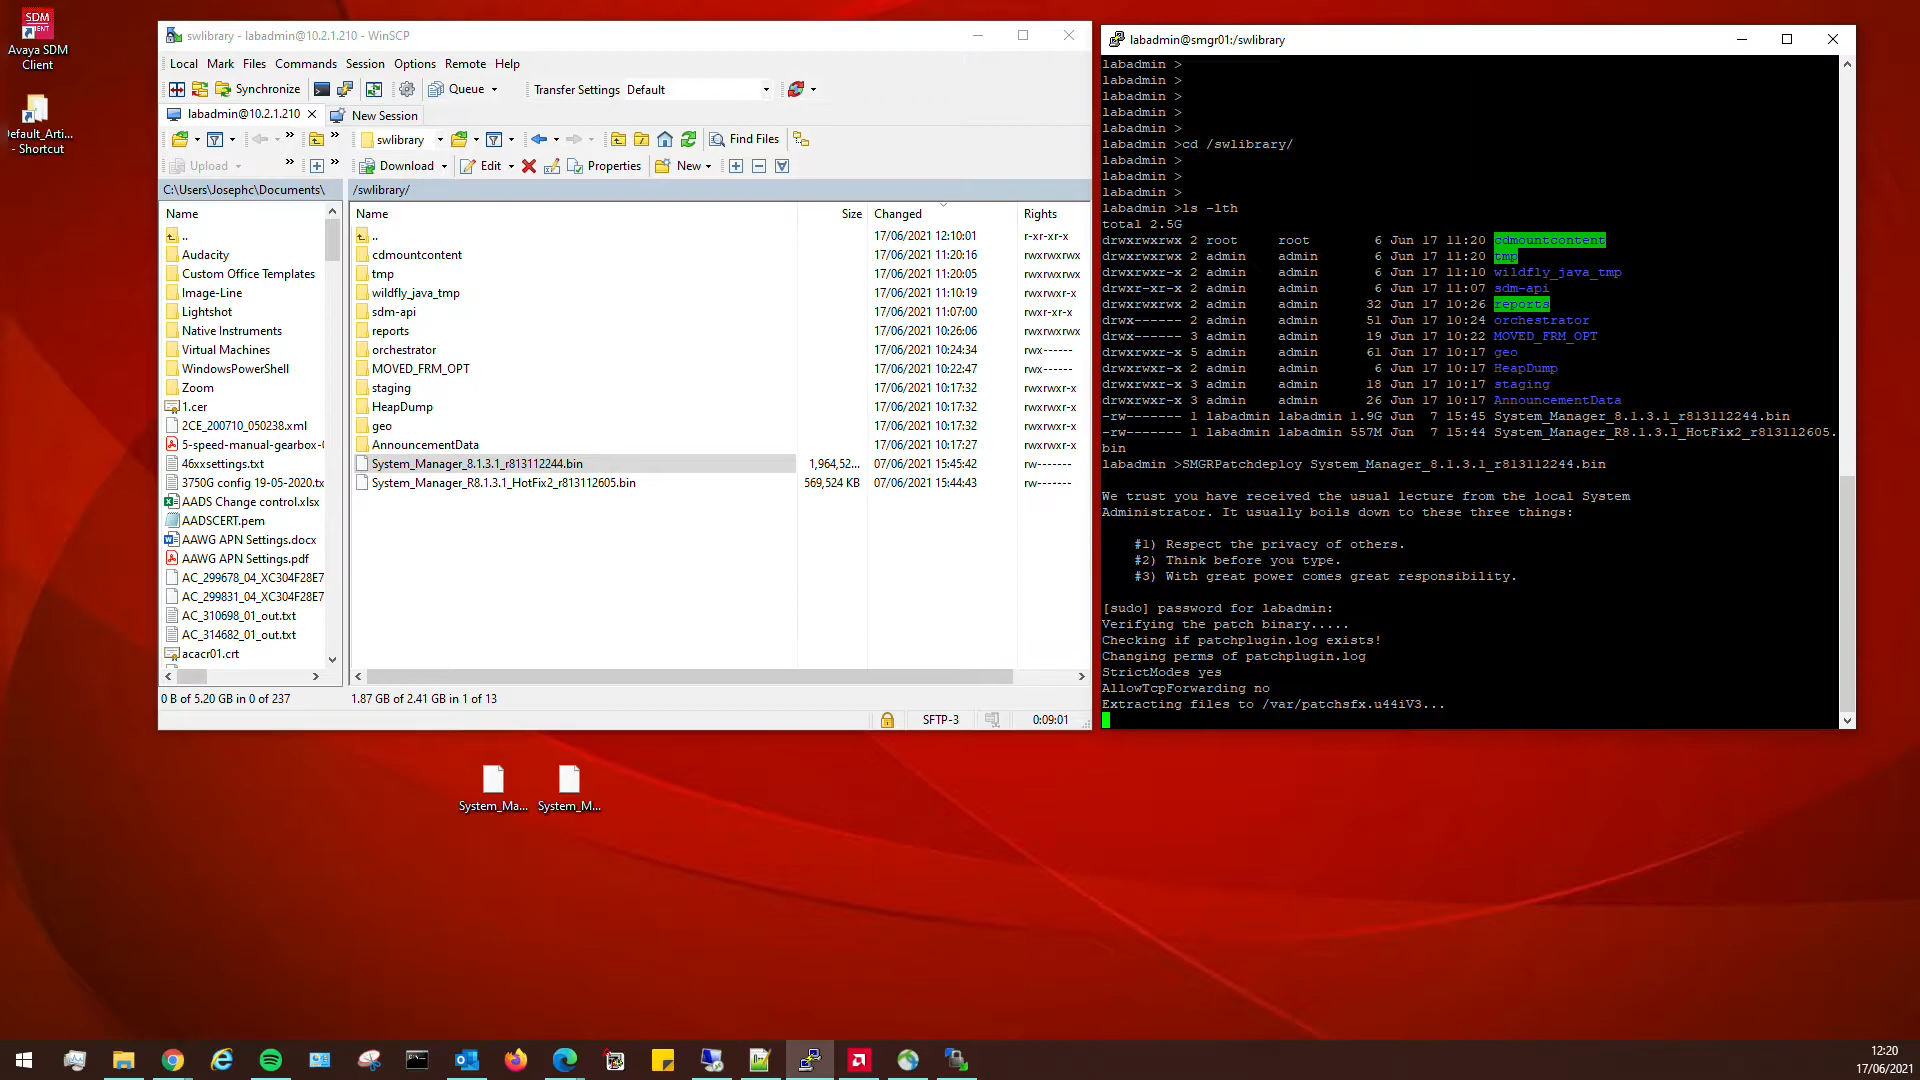 SDM
Avaya SDM
Client
Default_Arti...
- Shortcut
swlibrary - labadmin@10.2.1.210 - WinSCP
Local Mark Files Commands Session Options Remote Help
Synchronize Queue Transfer Settings Default
labadmin@10.2.1.210 New Session
swlibrary Find Files
Upload Download Edit Properties New
C:\Users\Josephc\Documents\
Name
..
Audacity
Custom Office Templates
Image-Line
Lightshot
Native Instruments
Virtual Machines
WindowsPowerShell
Zoom
1.cer
2CE_200710_050238.xml
5-speed-manual-gearbox-0
46xxsettings.txt
3750G config 19-05-2020.tx
AADS Change control.xlsx
AADSCERT.pem
AAWG APN Settings.docx
AAWG APN Settings.pdf
AC_299678_04_XC304F28E7
AC_299831_04_XC304F28E7
AC_310698_01_out.txt
AC_314682_01_out.txt
acacr01.crt
0 B of 5.20 GB in 0 of 237
/swlibrary/
Name Size Changed Rights
.. 17/06/2021 12:10:01 r-xr-xr-x
cdmountcontent 17/06/2021 11:20:16 rwxrwxrwx
tmp 17/06/2021 11:20:05 rwxrwxrwx
wildfly_java_tmp 17/06/2021 11:10:19 rwxrwxr-x
sdm-api 17/06/2021 11:07:00 rwxr-xr-x
reports 17/06/2021 10:26:06 rwxrwxrwx
orchestrator 17/06/2021 10:24:34 rwx------
MOVED_FRM_OPT 17/06/2021 10:22:47 rwx------
staging 17/06/2021 10:17:32 rwxrwxr-x
HeapDump 17/06/2021 10:17:32 rwxrwxr-x
geo 17/06/2021 10:17:32 rwxrwxr-x
AnnouncementData 17/06/2021 10:17:27 rwxrwxr-x
System_Manager_8.1.3.1_r813112244.bin 1,964,52... 07/06/2021 15:45:42 rw-------
System_Manager_R8.1.3.1_HotFix2_r813112605.bin 569,524 KB 07/06/2021 15:44:43 rw-------
1.87 GB of 2.41 GB in 1 of 13
SFTP-3 0:09:01
labadmin@smgr01:/swlibrary
labadmin >
labadmin >
labadmin >
labadmin >
labadmin >
labadmin >cd /swlibrary/
labadmin >
labadmin >
labadmin >
labadmin >ls -lth
total 2.5G
drwxrwxrwx 2 root root 6 Jun 17 11:20 cdmountcontent
drwxrwxrwx 2 admin admin 6 Jun 17 11:20 tmp
drwxrwxr-x 2 admin admin 6 Jun 17 11:10 wildfly_java_tmp
drwxr-xr-x 2 admin admin 6 Jun 17 11:07 sdm-api
drwxrwxrwx 2 admin admin 32 Jun 17 10:26 reports
drwx------ 2 admin admin 51 Jun 17 10:24 orchestrator
drwx------ 3 admin admin 19 Jun 17 10:22 MOVED_FRM_OPT
drwxrwxr-x 5 admin admin 61 Jun 17 10:17 geo
drwxrwxr-x 2 admin admin 6 Jun 17 10:17 HeapDump
drwxrwxr-x 3 admin admin 18 Jun 17 10:17 staging
drwxrwxr-x 3 admin admin 26 Jun 17 10:17 AnnouncementData
-rw------- 1 labadmin labadmin 1.9G Jun 7 15:45 System_Manager_8.1.3.1_r813112244.bin
-rw------- 1 labadmin labadmin 557M Jun 7 15:44 System_Manager_R8.1.3.1_HotFix2_r813112605.
bin
labadmin >SMGRPatchdeploy System_Manager_8.1.3.1_r813112244.bin
We trust you have received the usual lecture from the local System
Administrator. It usually boils down to these three things:
#1) Respect the privacy of others.
#2) Think before you type.
#3) With great power comes great responsibility.
[sudo] password for labadmin:
Verifying the patch binary.....
Checking if patchplugin.log exists!
Changing perms of patchplugin.log
StrictModes yes
AllowTcpForwarding no
Extracting files to /var/patchsfx.u44iV3...
System_Ma... System_M...
12:20
17/06/2021